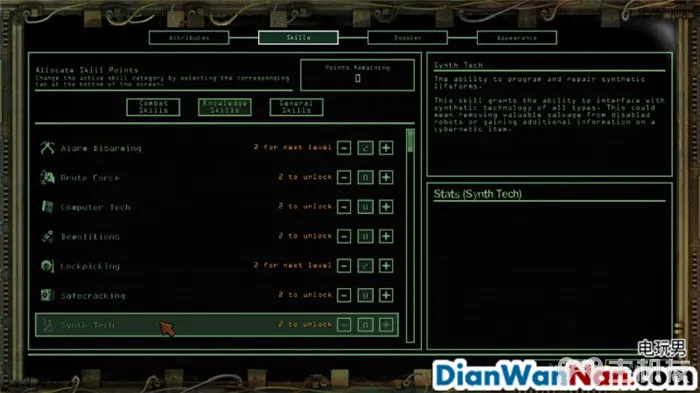 Attributes
Skills
Dossier
Appearance
Allocate Skill Points
Change the active skill category by selecting the corresponding
tab at the bottom of the screen.
Points Remaining
0
Combat
Skills
Knowledge
Skills
General
Skills
Alarm Disarming 2 for next level - 2 +
Brute Force 2 to unlock - 0 +
Computer Tech 2 to unlock - 0 +
Demolitions 2 to unlock - 0 +
Lockpicking 2 for next level - 2 +
Safecracking 2 to unlock - 0 +
Synth Tech 2 to unlock - 0 +
Synth Tech
The ability to program and repair synthetic
lifeforms.
This skill grants the ability to interface with
synthetic technology of all types. This could
mean removing valuable salvage from disabled
robots or gaining additional information on a
cybernetic item.
Stats (Synth Tech)
电玩男
DianWanNan.com